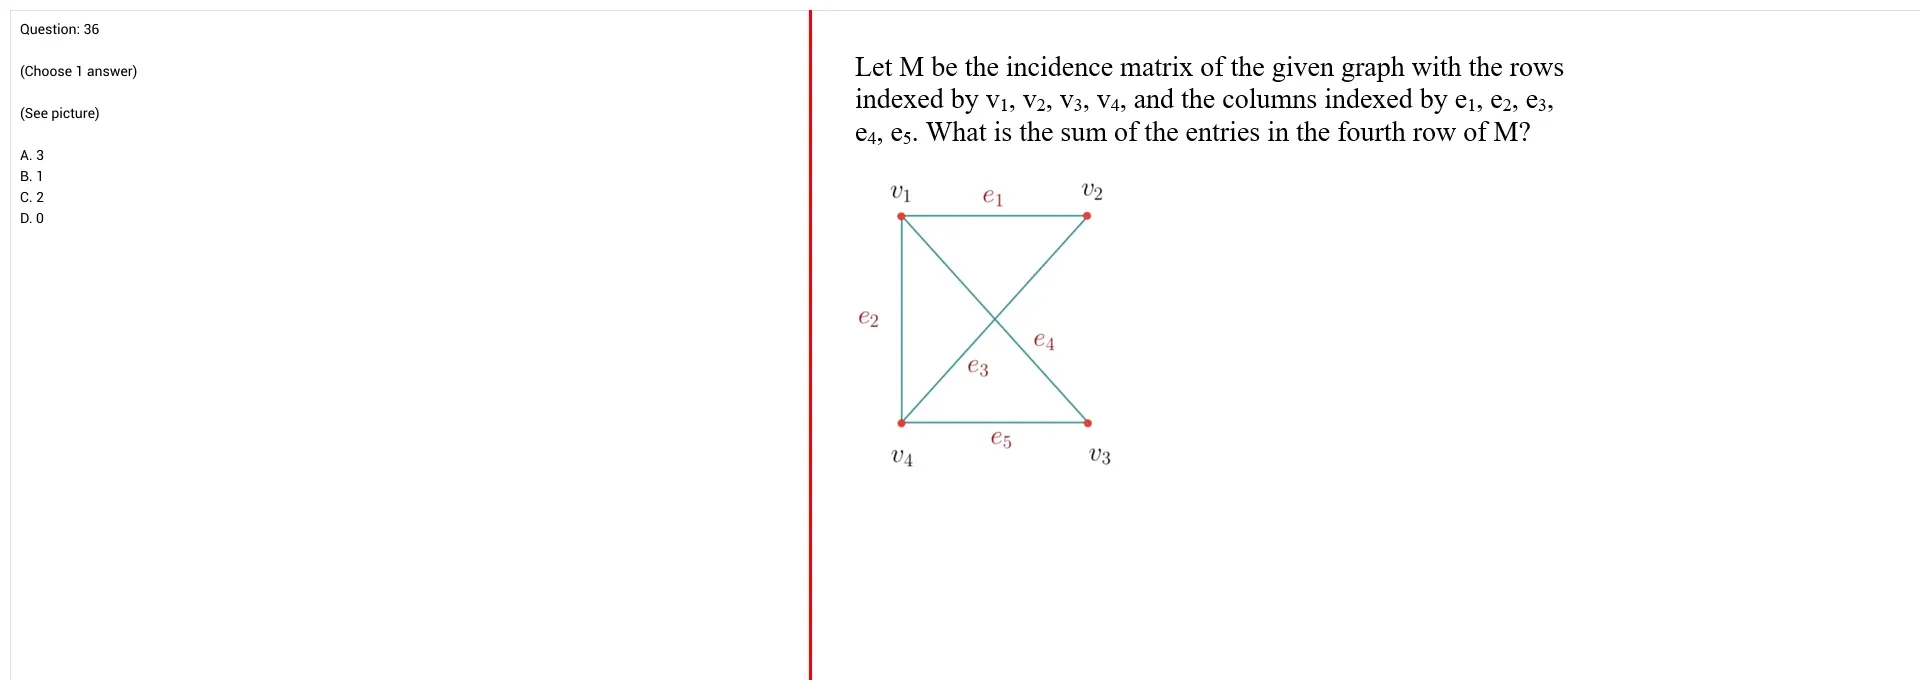 Question: 36
(Choose 1 answer)
(See picture)
A. 3
B. 1
C. 2
D. 0
Let M be the incidence matrix of the given graph with the rows
indexed by v₁, v₂, v₃, v₄, and the columns indexed by e₁, e₂, e₃,
e₄, e₅. What is the sum of the entries in the fourth row of M?
v₁ e₁ v₂
e₂
e₄
e₃
e₅
v₄ v₃